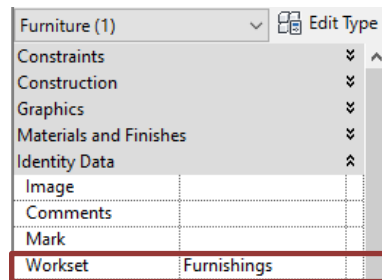 Furniture (1) Edit Type
Constraints
Construction
Graphics
Materials and Finishes
Identity Data
Image
Comments
Mark
Workset Furnishings